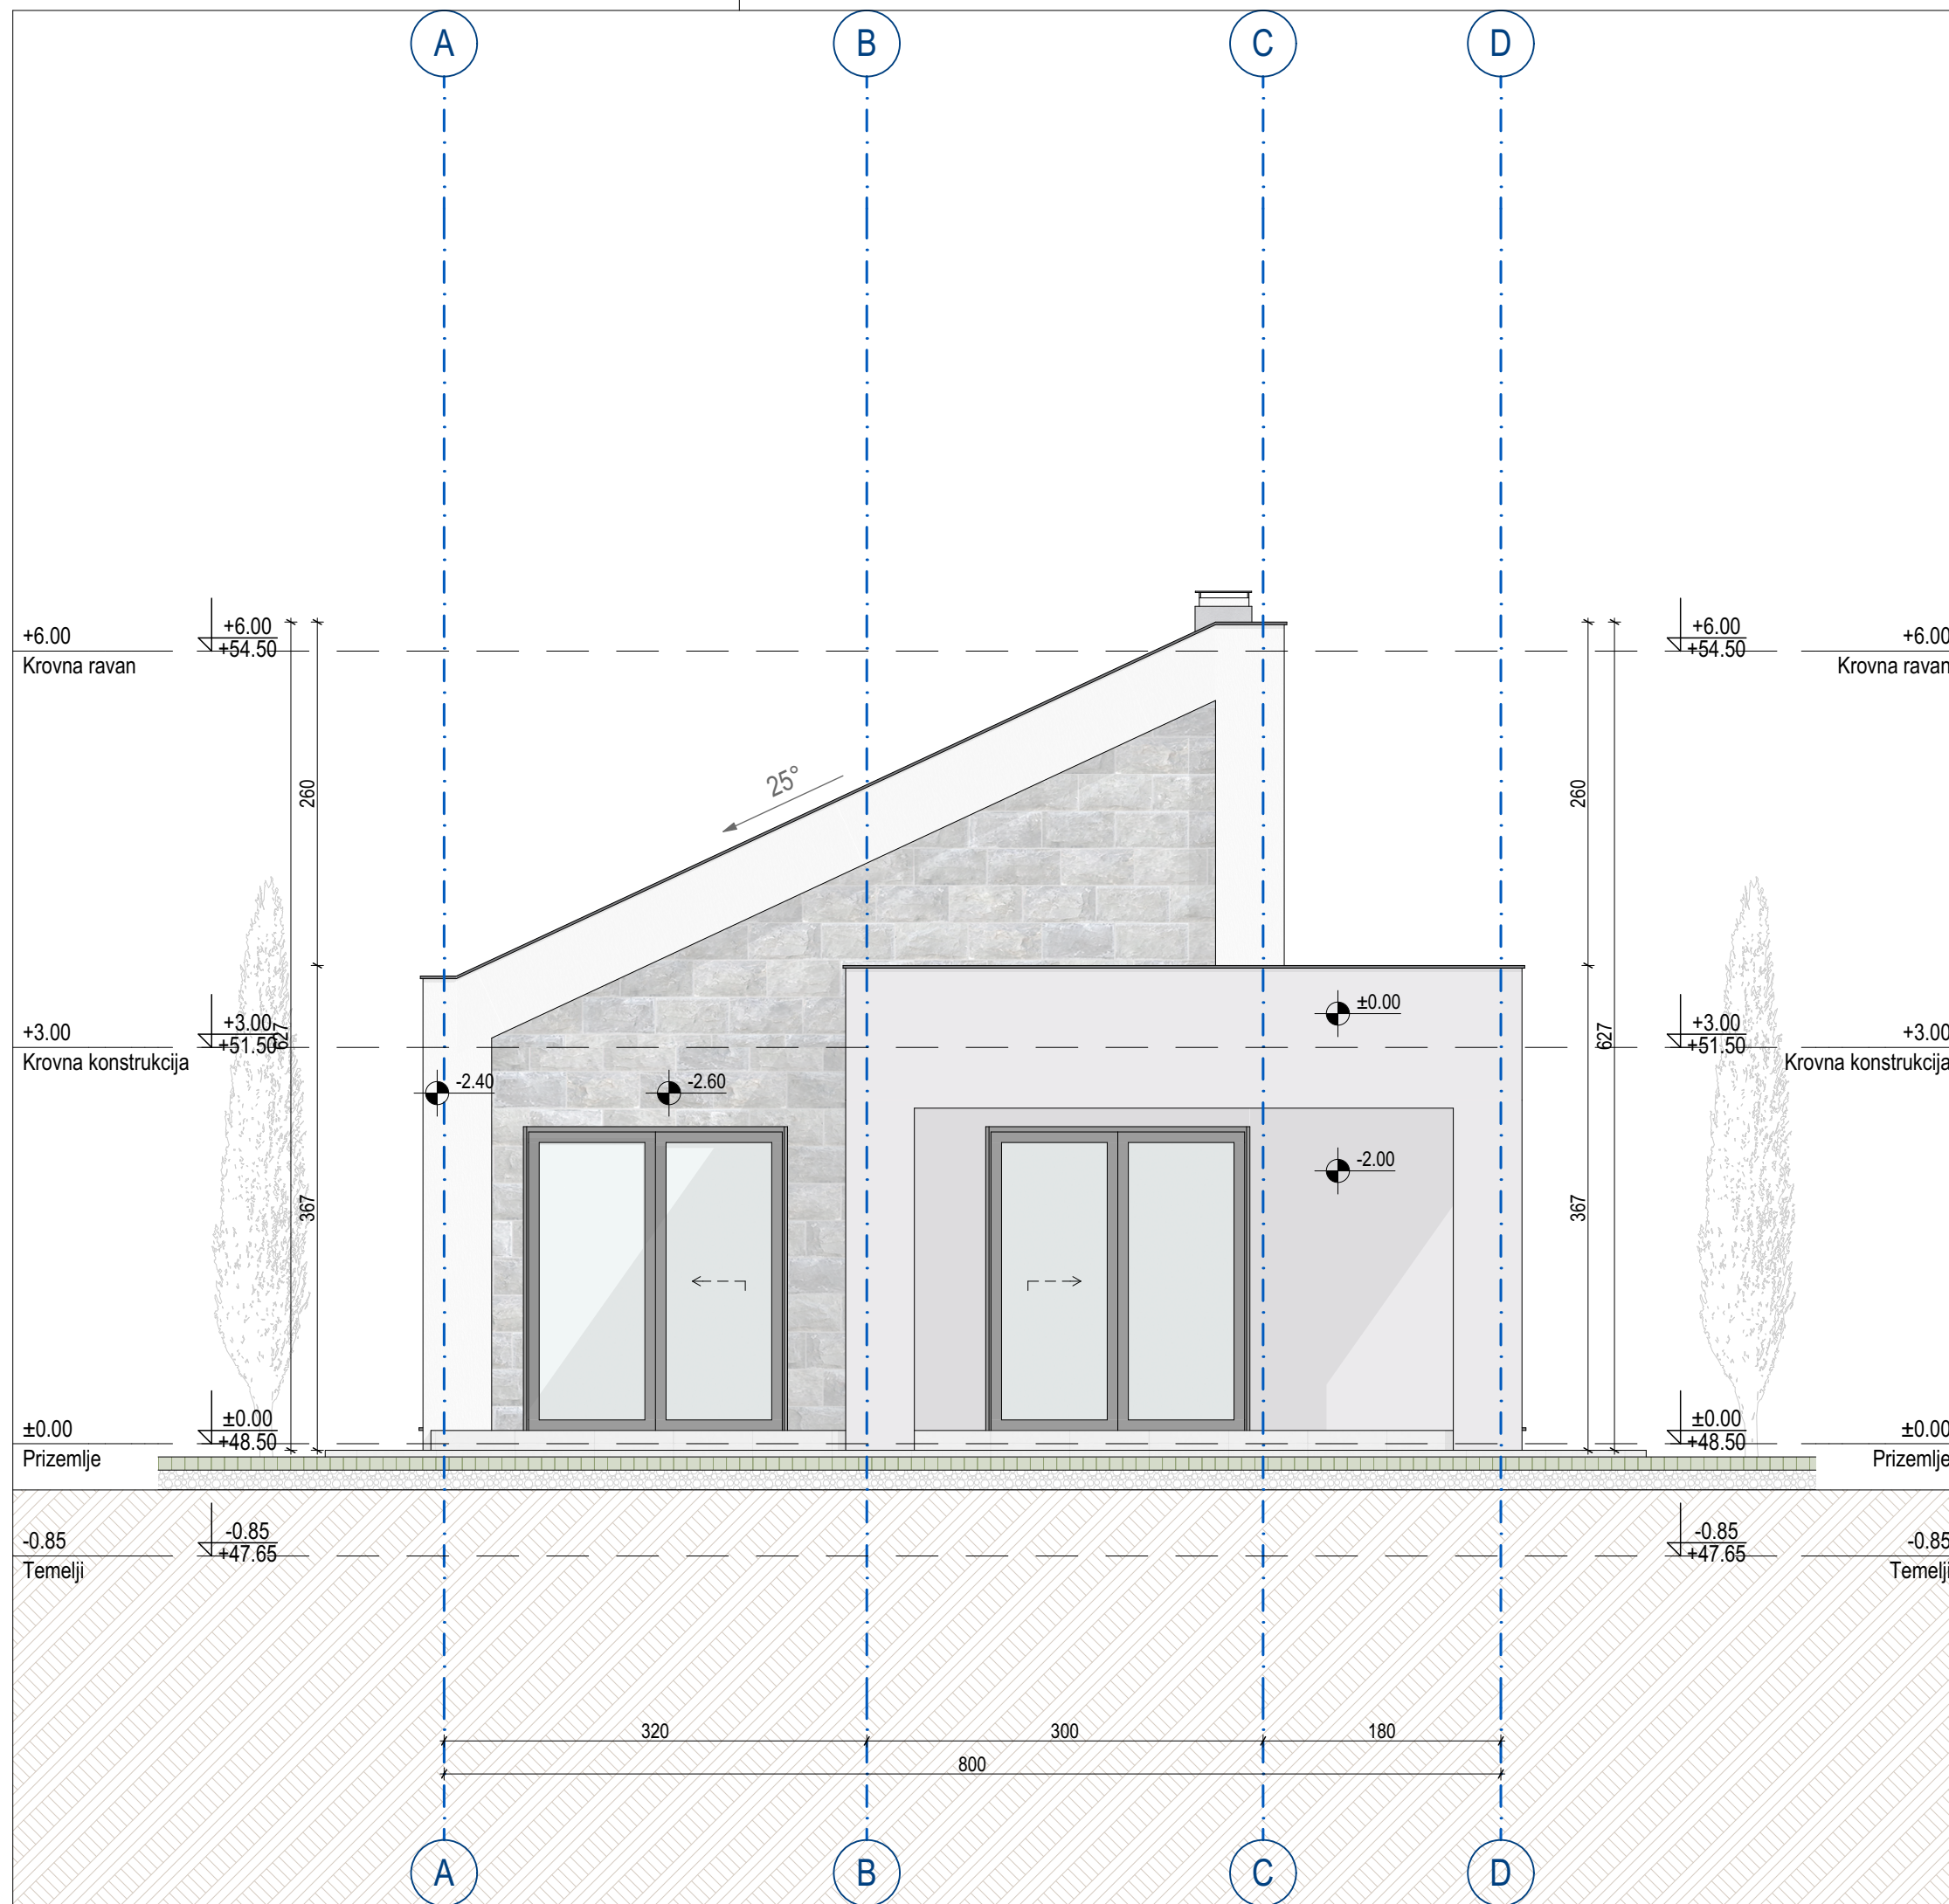 A B C D
+6.00 +6.00 +6.00 +6.00
Krovna ravan +54.50 +54.50 Krovna ravan
25°
260 260
±0.00
+3.00 +3.00 +3.00 +3.00
Krovna konstrukcija +51.50 627 627 +51.50 Krovna konstrukcija
-2.40 -2.60
-2.00
367 367
±0.00 ±0.00 ±0.00 ±0.00
Prizemlje +48.50 +48.50 Prizemlje
-0.85 -0.85 -0.85 -0.85
Temelji +47.65 +47.65 Temelji
320 300 180
800
A B C D